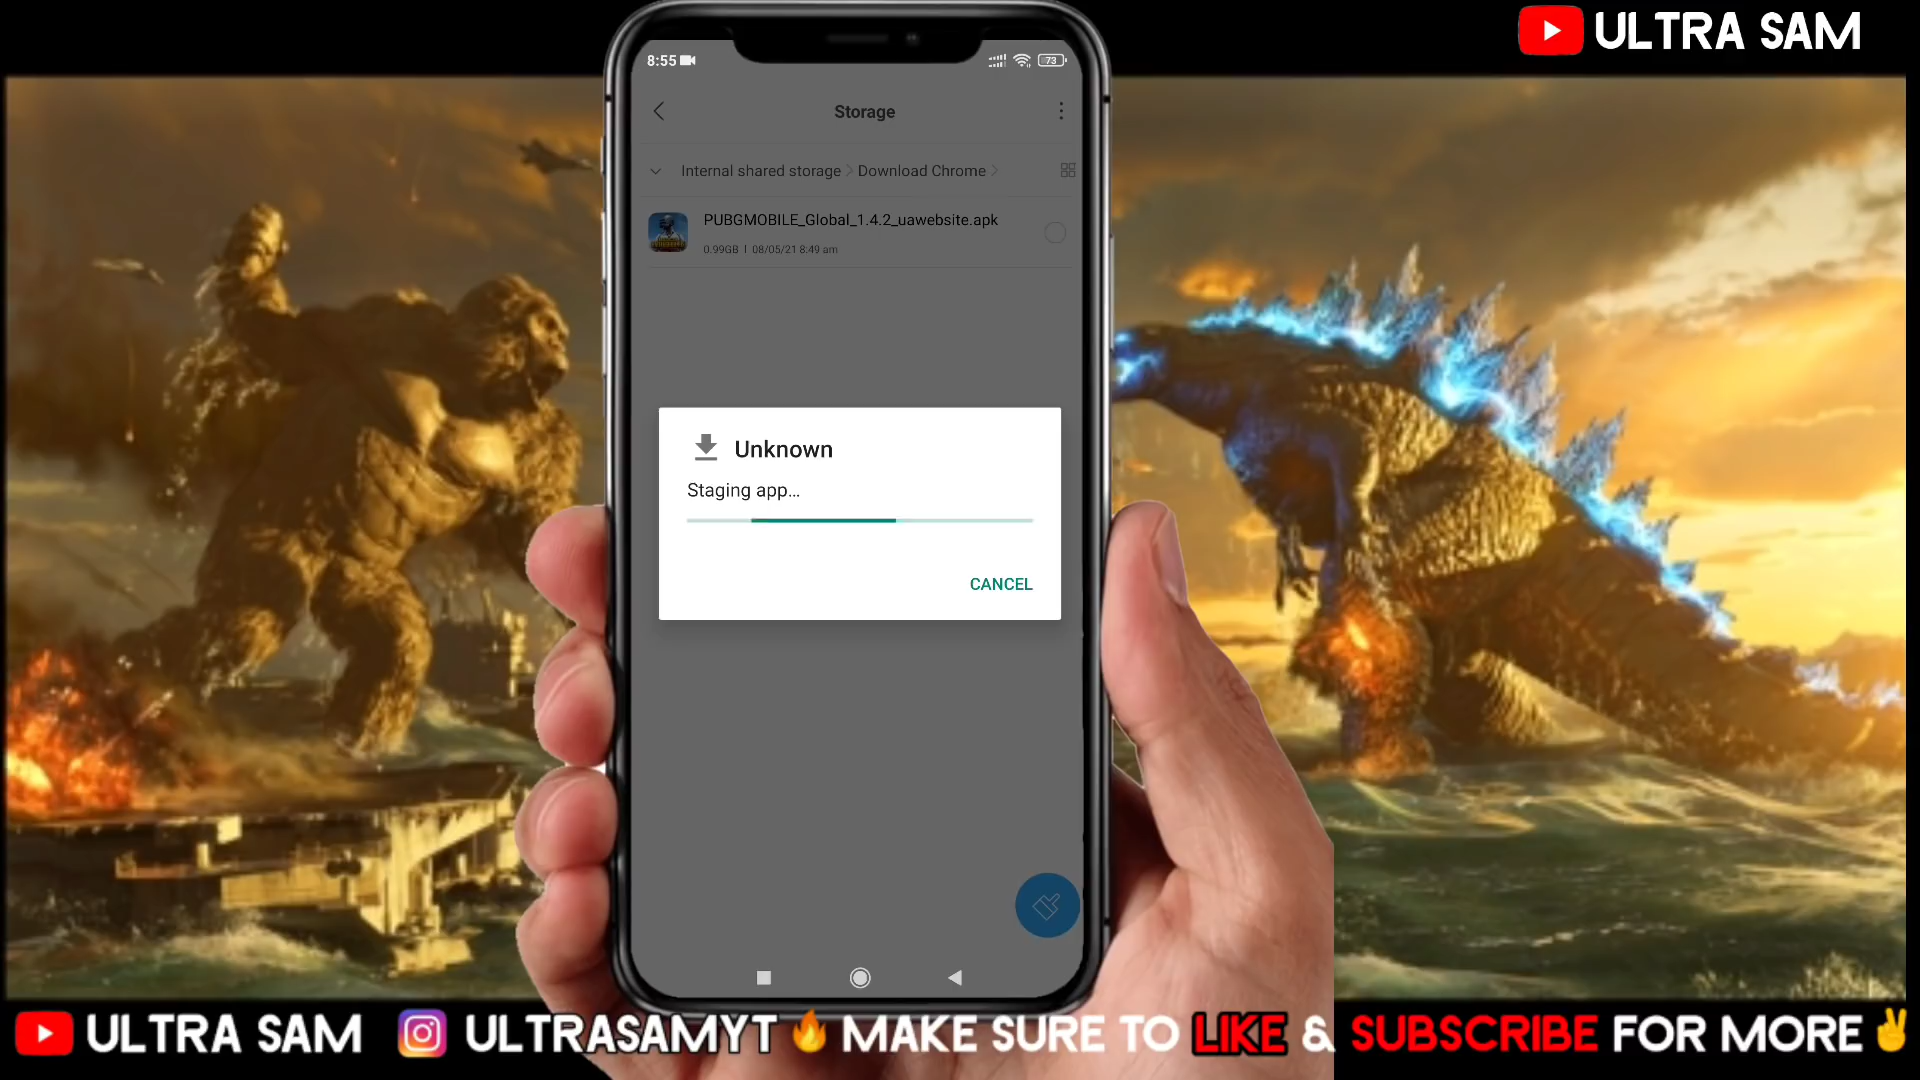 ULTRA SAM
8:55
73
Storage
Internal shared storage > Download Chrome >
PUBGMOBILE_Global_1.4.2_uawebsite.apk
0.99GB | 08/05/21 8:49 am
Unknown
Staging app...
CANCEL
ULTRA SAM ULTRASAMYT 🔥 MAKE SURE TO LIKE & SUBSCRIBE FOR MORE ✌